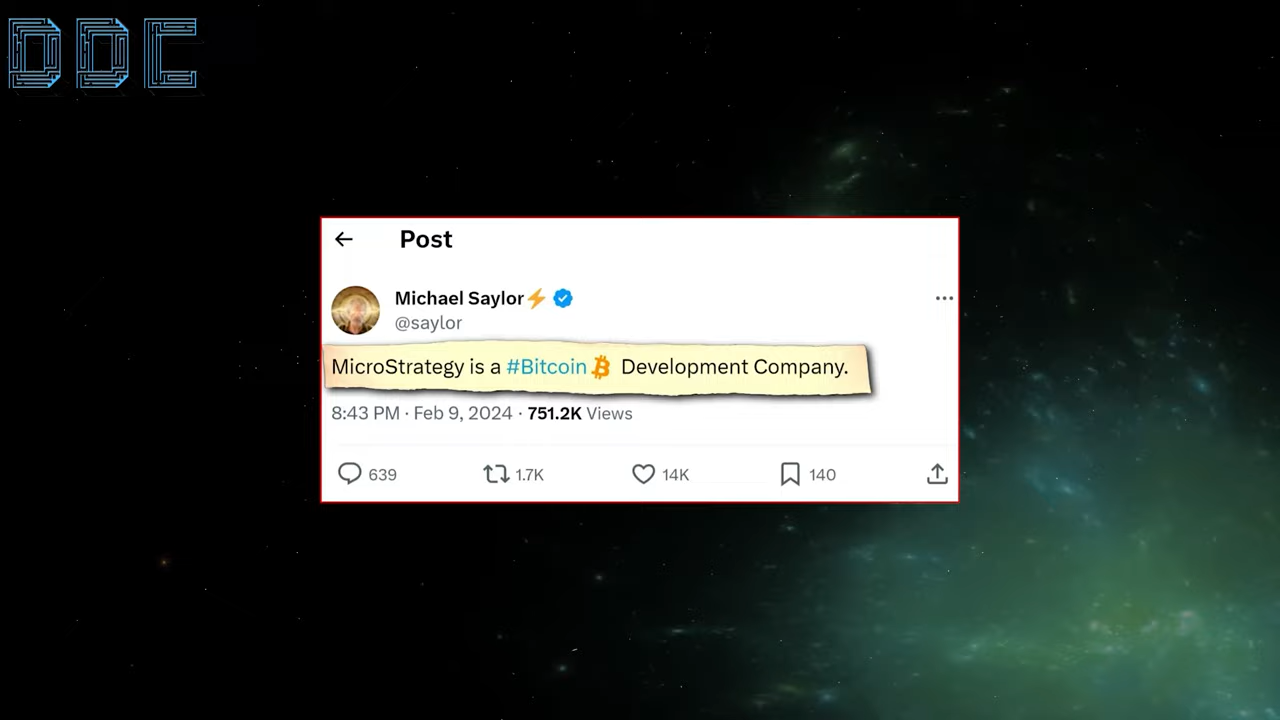 DDC
Post
Michael Saylor⚡
@saylor
MicroStrategy is a #Bitcoin₿ Development Company.
8:43 PM · Feb 9, 2024 · 751.2K Views
639 1.7K 14K 140